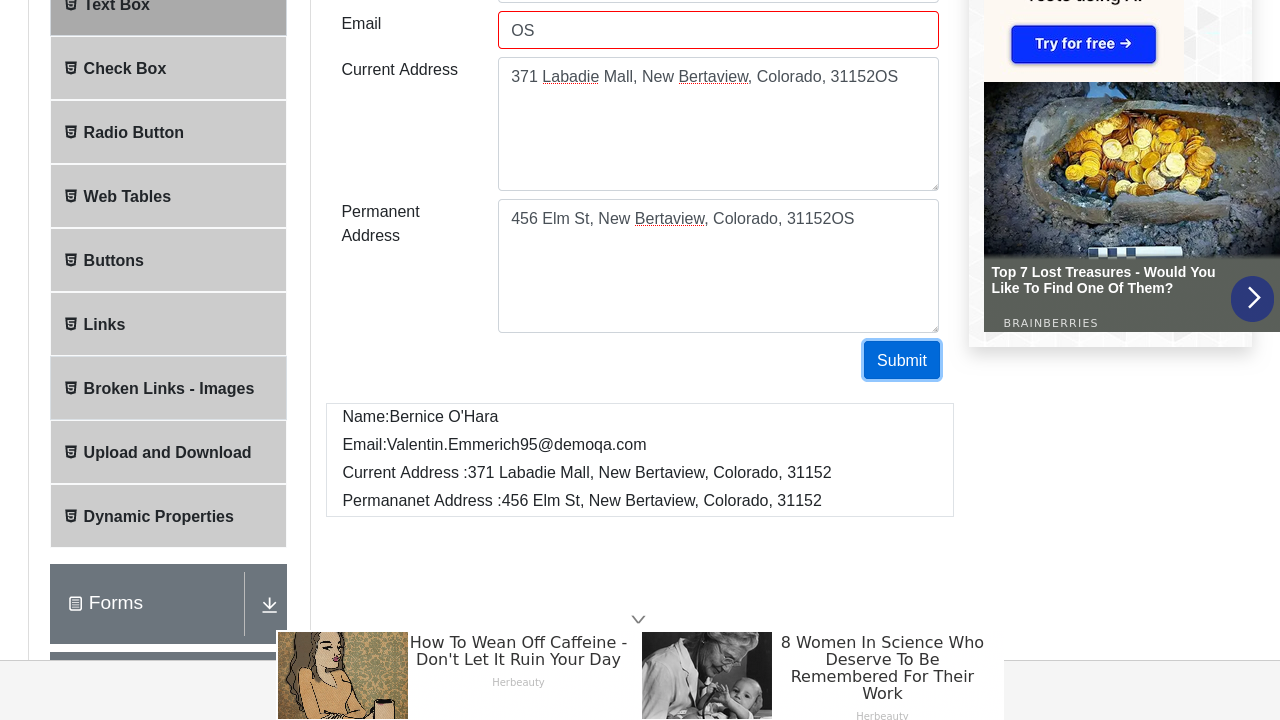 Text Box
Check Box
Radio Button
Web Tables
Buttons
Links
Broken Links - Images
Upload and Download
Dynamic Properties
Forms
Email
OS
Current Address
371 Labadie Mall, New Bertaview, Colorado, 31152OS
Permanent
Address
456 Elm St, New Bertaview, Colorado, 31152OS
Submit
Name:Bernice O'Hara
Email:Valentin.Emmerich95@demoqa.com
Current Address :371 Labadie Mall, New Bertaview, Colorado, 31152
Permananet Address :456 Elm St, New Bertaview, Colorado, 31152
Try for free →
Top 7 Lost Treasures - Would You
Like To Find One Of Them?
BRAINBERRIES
How To Wean Off Caffeine -
Don't Let It Ruin Your Day
Herbeauty
8 Women In Science Who
Deserve To Be
Remembered For Their
Work
Herbeauty